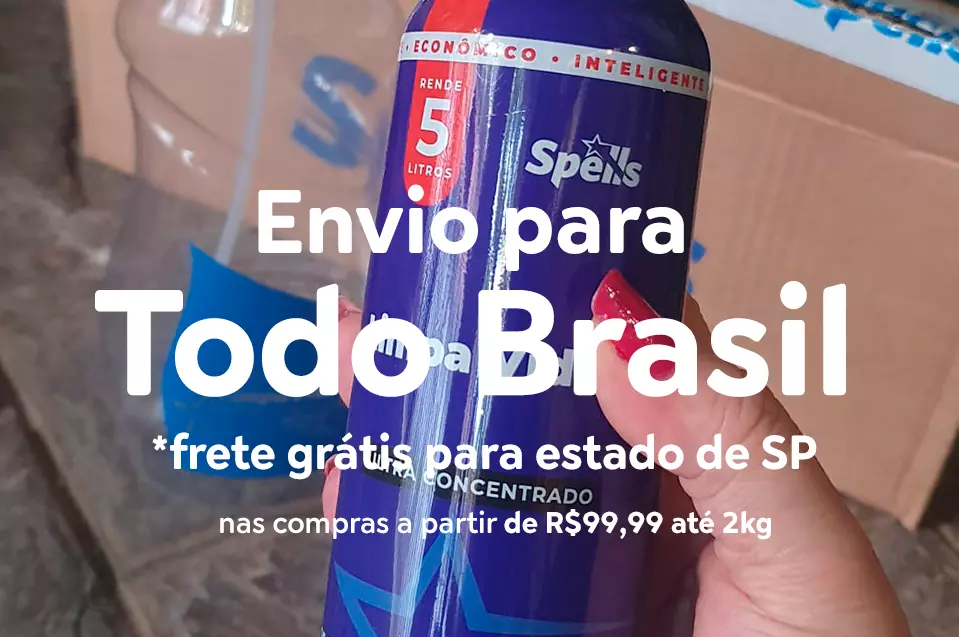 ECONÔMICO • INTELIGENTE
RENDE
5
LITROS
Spells
Envio para
Todo Brasil
*frete grátis para estado de SP
CONCENTRADO
nas compras a partir de R$99,99 até 2kg